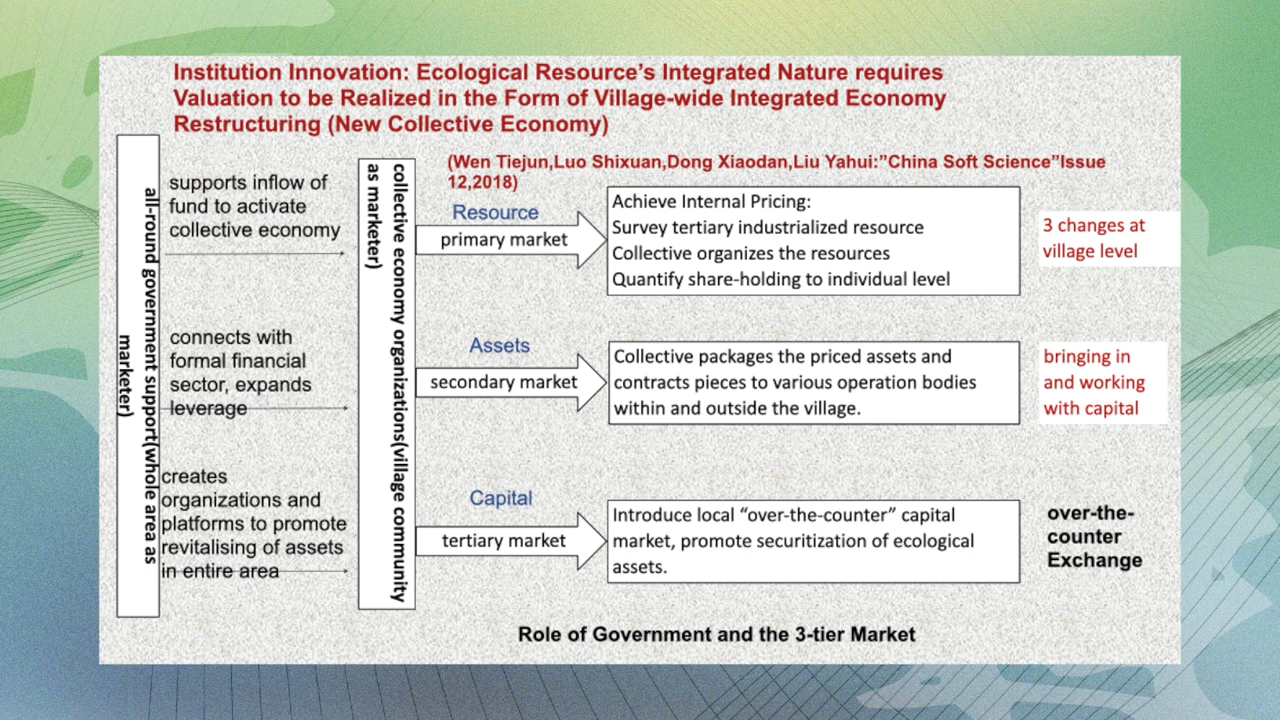 Institution Innovation: Ecological Resource's Integrated Nature requires
Valuation to be Realized in the Form of Village-wide Integrated Economy
Restructuring (New Collective Economy)
(Wen Tiejun,Luo Shixuan,Dong Xiaodan,Liu Yahui:"China Soft Science"Issue
12,2018)
all-round government support(whole area as
marketer)
supports inflow of
fund to activate
collective economy
connects with
formal financial
sector, expands
leverage
creates
organizations and
platforms to promote
revitalising of assets
in entire area
collective economy organizations(village community
as marketer)
Resource
primary market
Achieve Internal Pricing:
Survey tertiary industrialized resource
Collective organizes the resources
Quantify share-holding to individual level
3 changes at
village level
Assets
secondary market
Collective packages the priced assets and
contracts pieces to various operation bodies
within and outside the village.
bringing in
and working
with capital
Capital
tertiary market
Introduce local “over-the-counter” capital
market, promote securitization of ecological
assets.
over-the-
counter
Exchange
Role of Government and the 3-tier Market